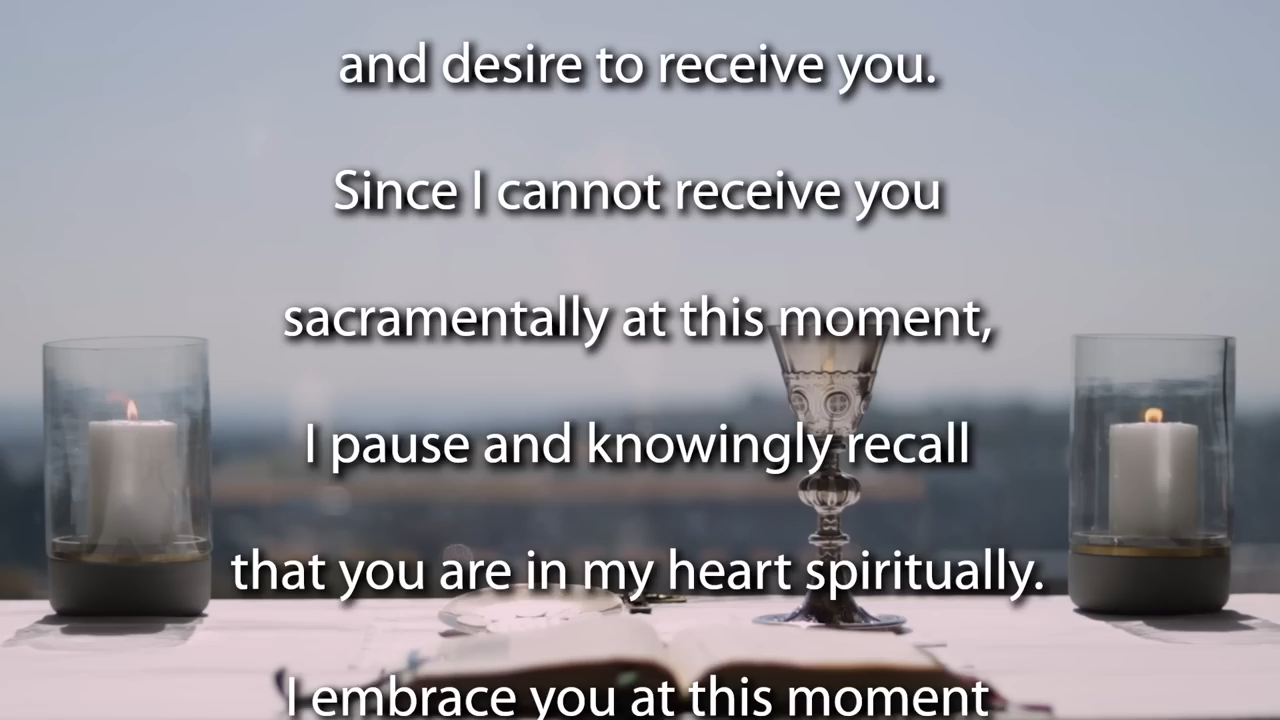 and desire to receive you.
Since I cannot receive you
sacramentally at this moment,
I pause and knowingly recall
that you are in my heart spiritually.
I embrace you at this moment